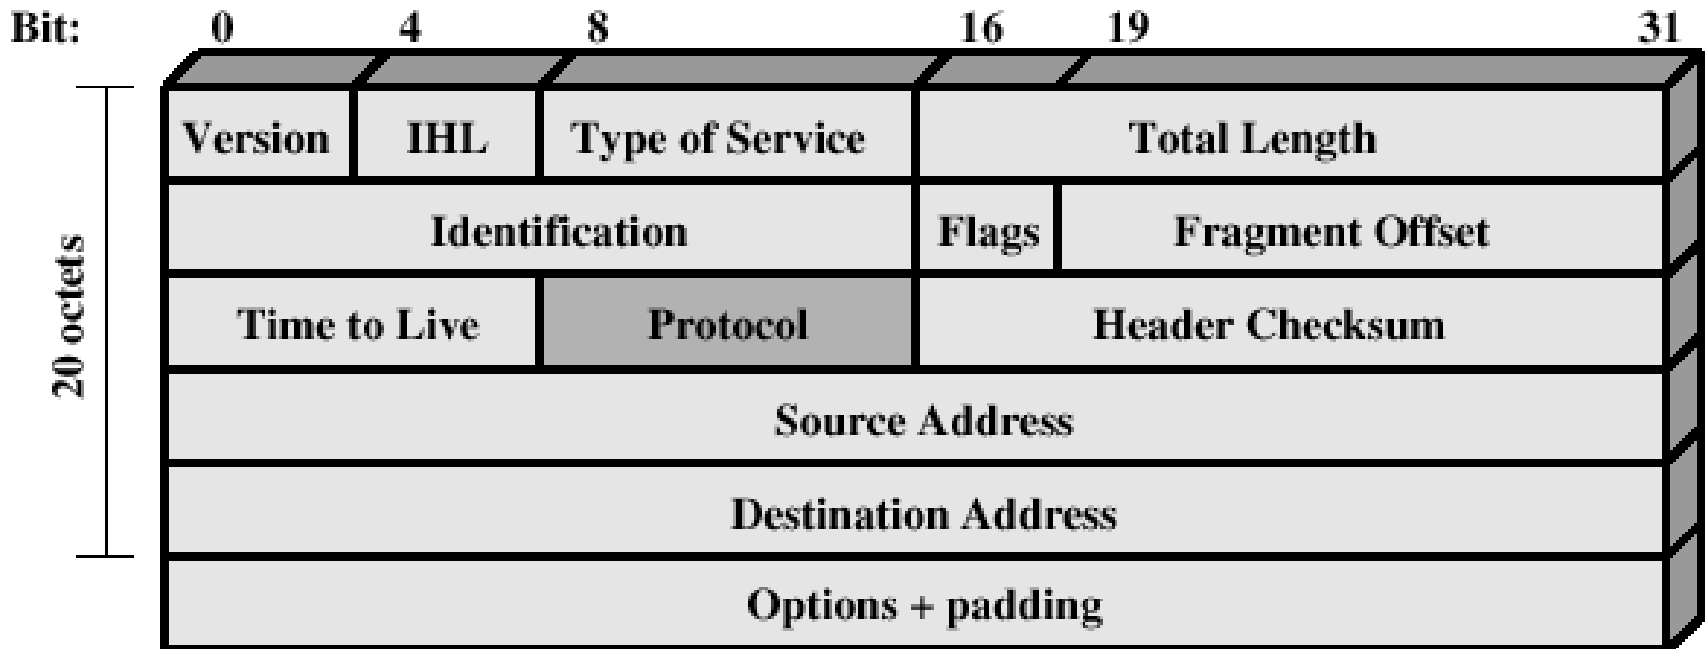 Bit: 0 4 8 16 19 31
Version IHL Type of Service Total Length
Identification Flags Fragment Offset
Time to Live Protocol Header Checksum
Source Address
Destination Address
Options + padding
20 octets